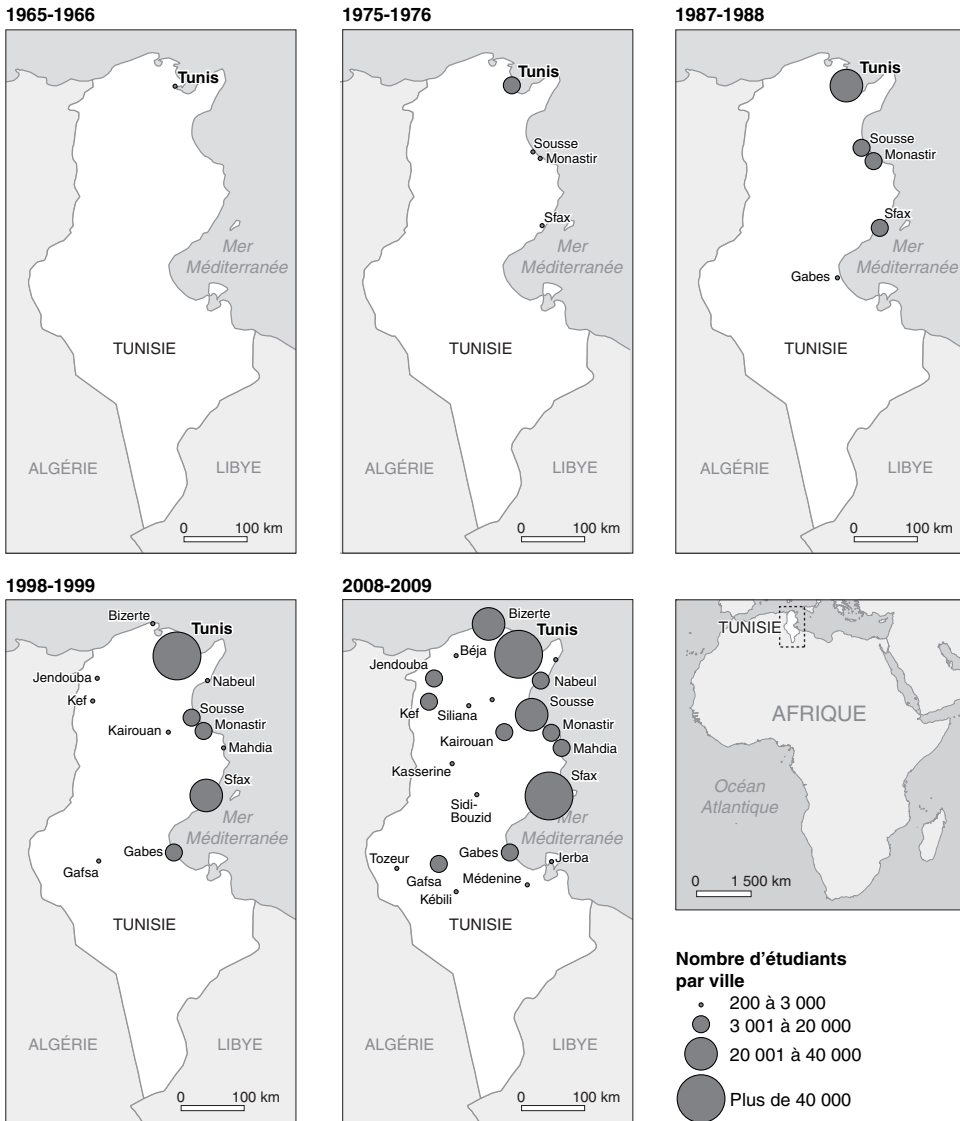 1965-1966
Tunis
Mer
Méditerranée
TUNISIE
ALGÉRIE
LIBYE
0 100 km
1975-1976
Tunis
Sousse
Monastir
Sfax
Mer
Méditerranée
TUNISIE
ALGÉRIE
LIBYE
0 100 km
1987-1988
Tunis
Sousse
Monastir
Sfax
Mer
Méditerranée
Gabes
TUNISIE
ALGÉRIE
LIBYE
0 100 km
1998-1999
Bizerte
Tunis
Jendouba
Nabeul
Kef
Sousse
Monastir
Kairouan
Mahdia
Sfax
Mer
Méditerranée
Gabes
Gafsa
TUNISIE
ALGÉRIE
LIBYE
0 100 km
2008-2009
Bizerte
Tunis
Béja
Jendouba
Nabeul
Kef
Siliana
Sousse
Monastir
Kairouan
Mahdia
Kasserine
Sfax
Sidi-
Bouzid
Mer
Méditerranée
Gabes
Tozeur
Jerba
Gafsa
Médenine
Kébili
TUNISIE
ALGÉRIE
LIBYE
0 100 km
TUNISIE
AFRIQUE
Océan
Atlantique
0 1 500 km
Nombre d'étudiants
par ville
200 à 3 000
3 001 à 20 000
20 001 à 40 000
Plus de 40 000